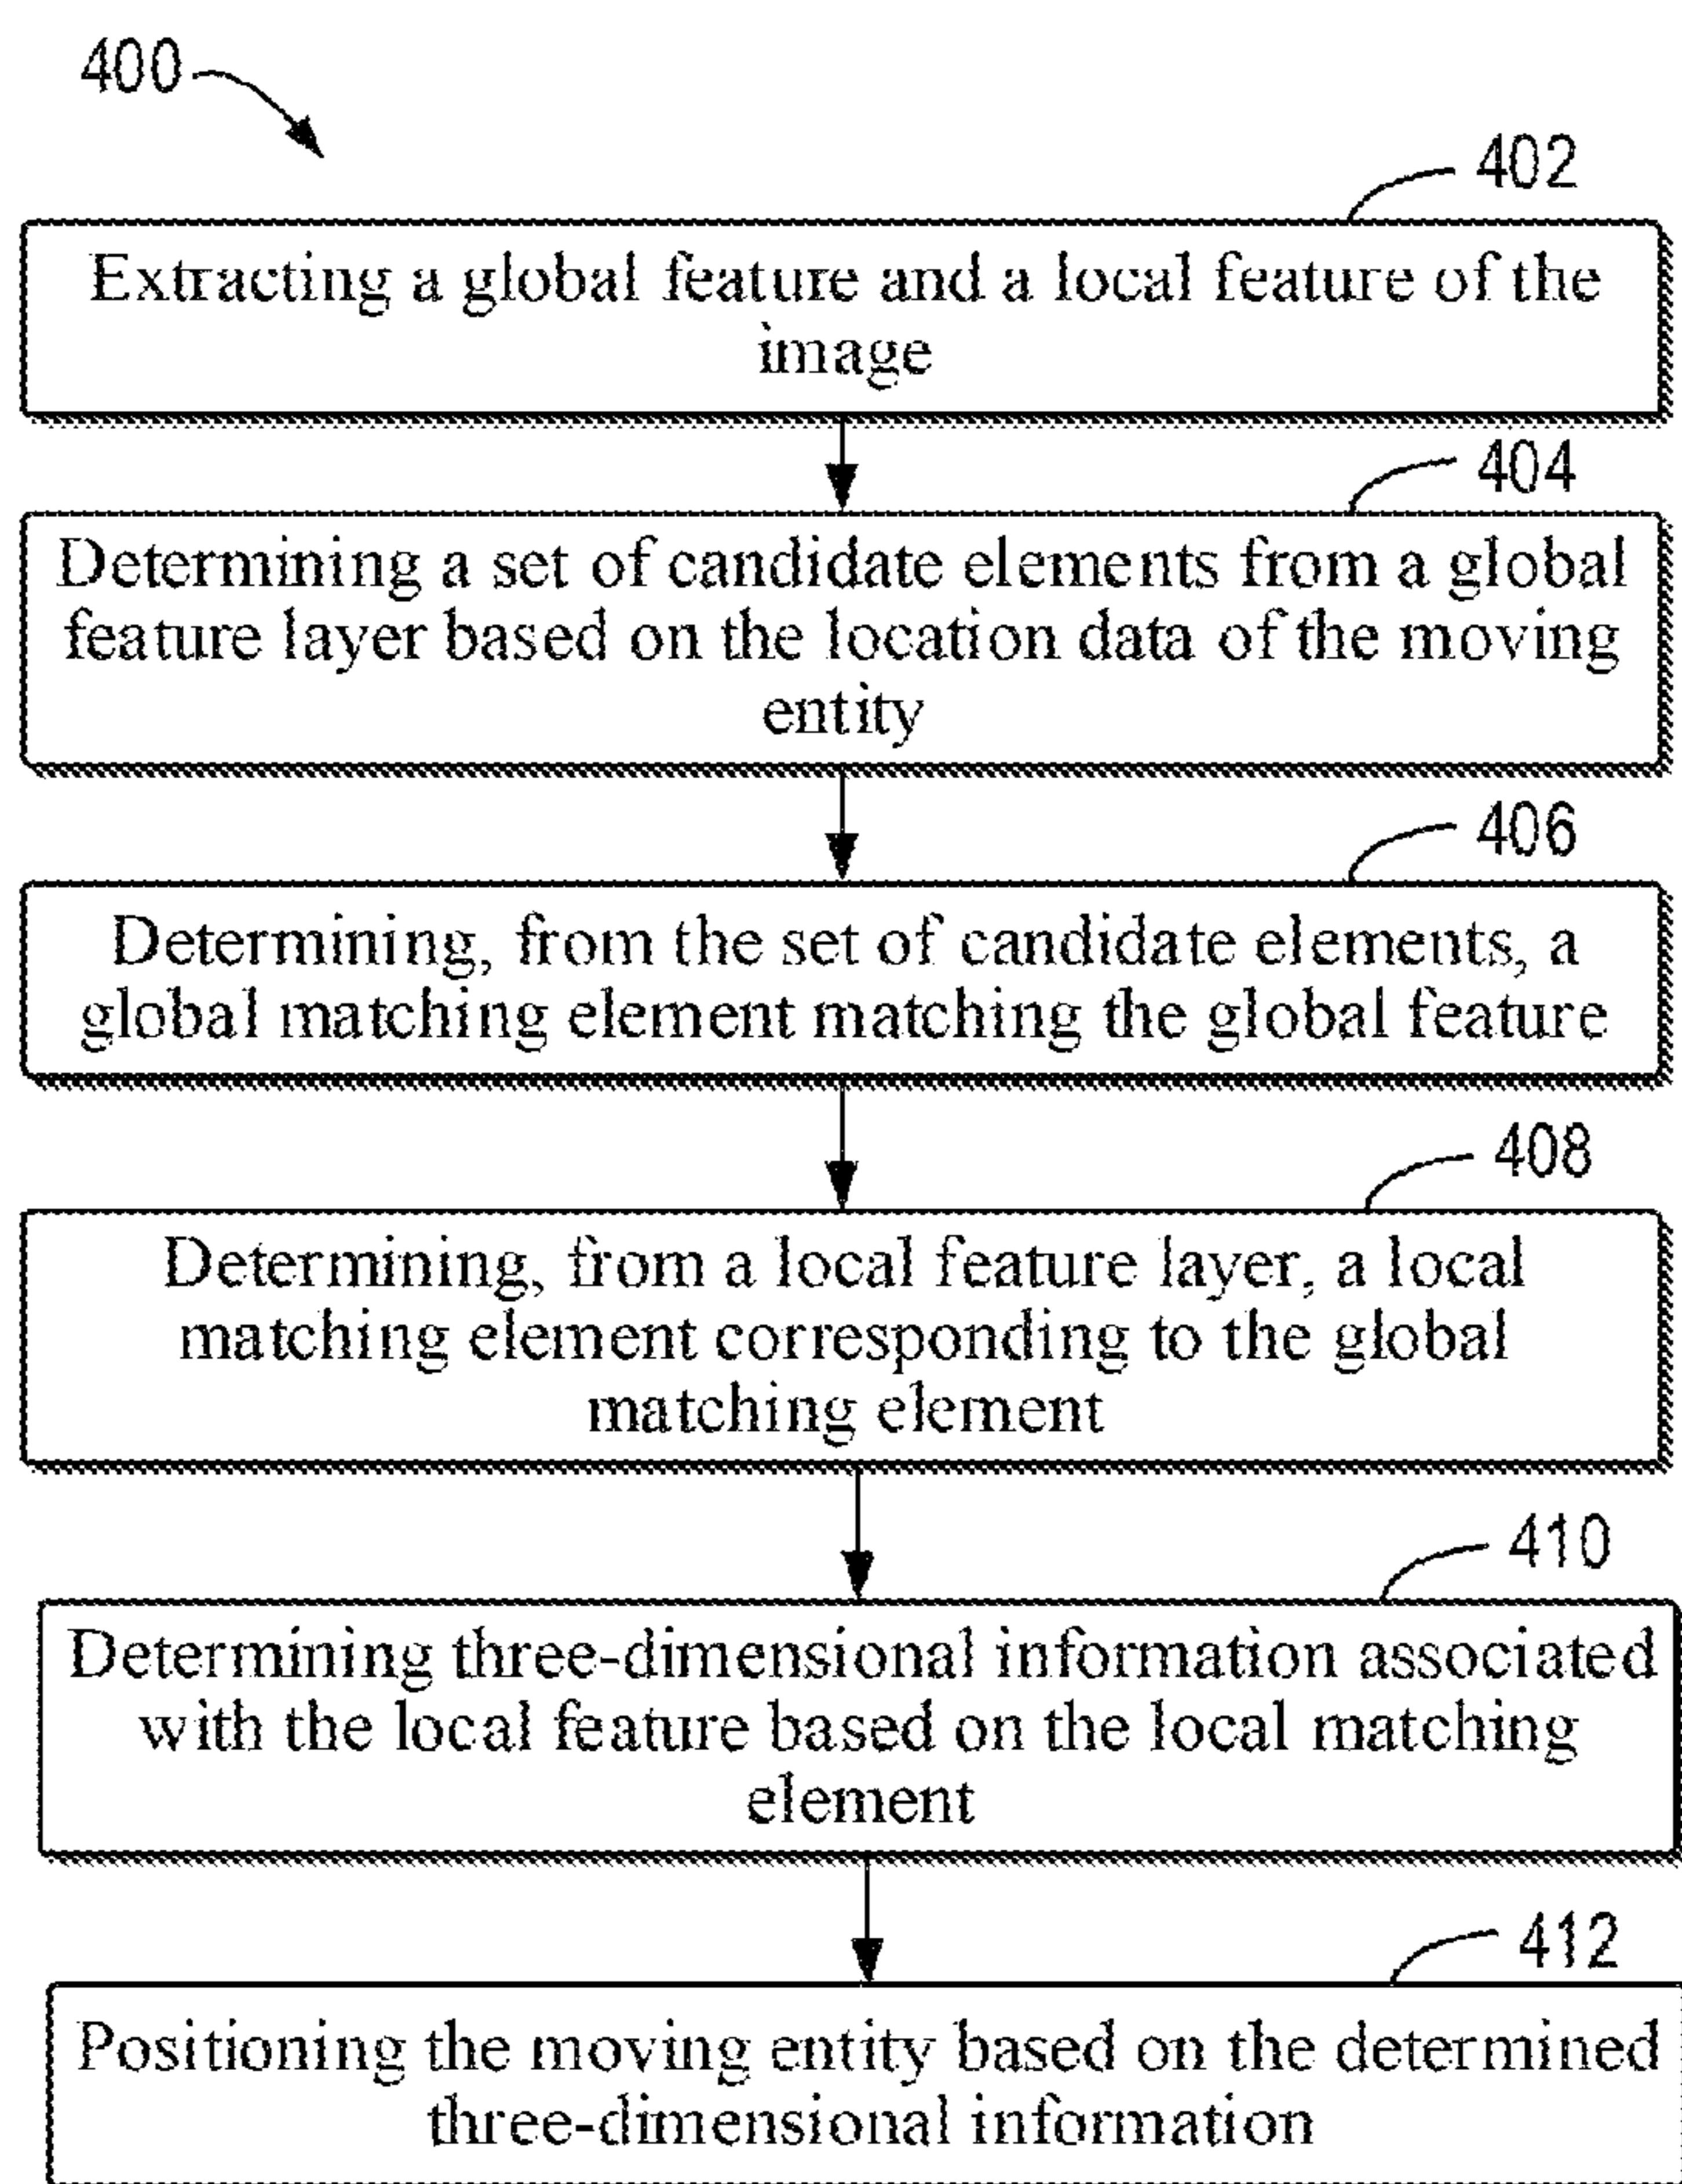 400
402
Extracting a global feature and a local feature of the
image
404
Determining a set of candidate elements from a global
feature layer based on the location data of the moving
entity
406
Determining, from the set of candidate elements, a
global matching element matching the global feature
408
Determining, from a local feature layer, a local
matching element corresponding to the global
matching element
410
Determining three-dimensional information associated
with the local feature based on the local matching
element
412
Positioning the moving entity based on the determined
three-dimensional information